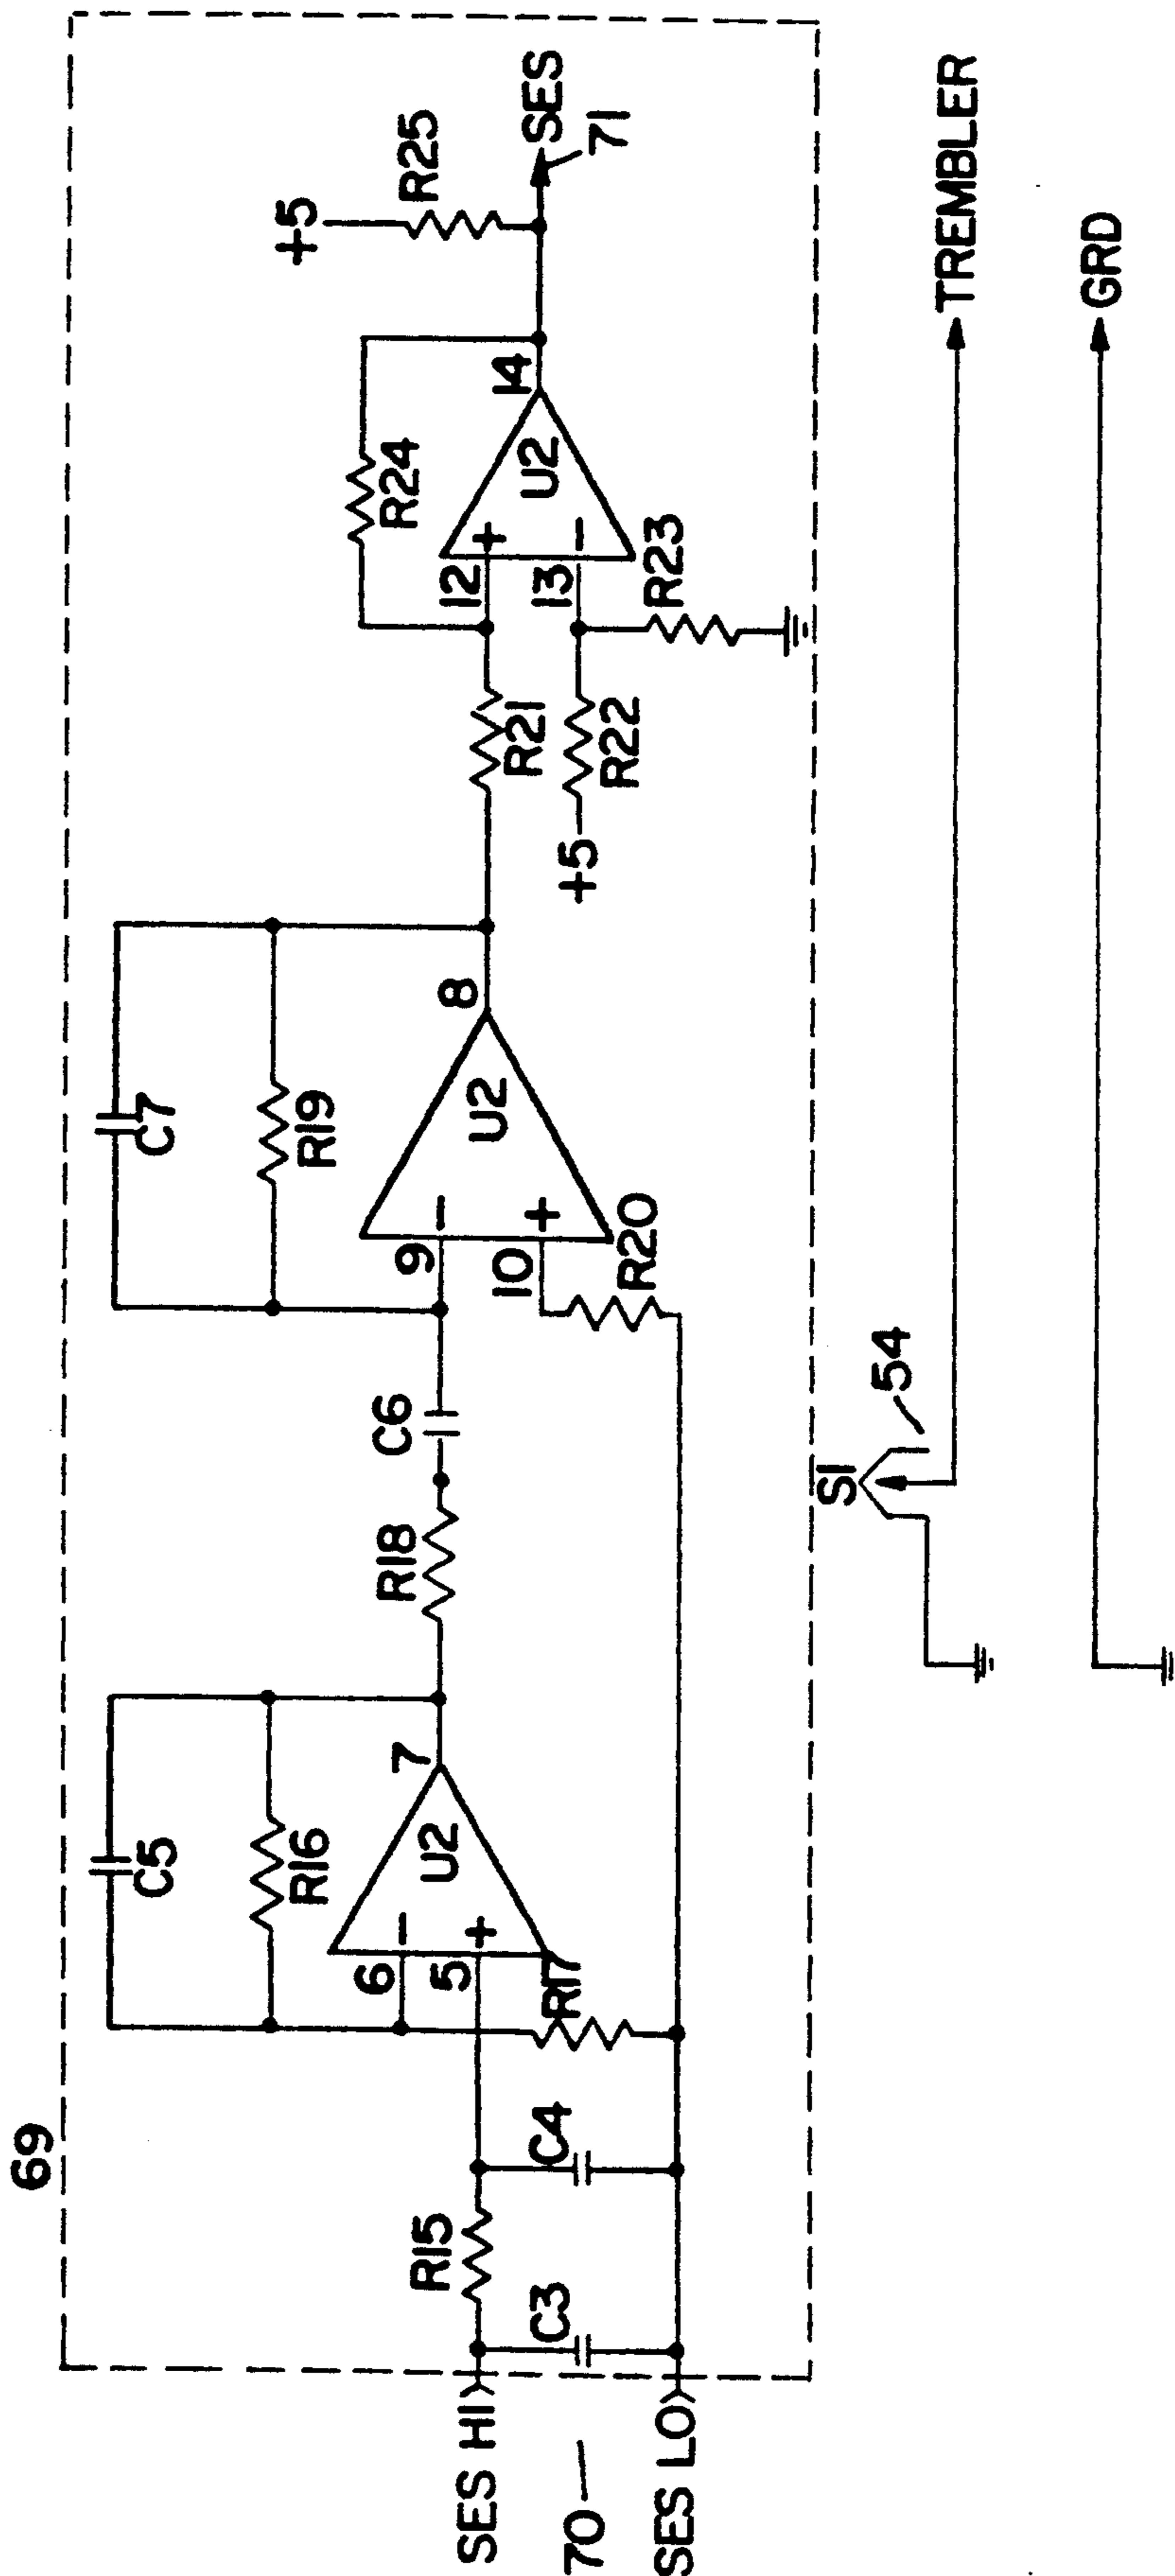 69
C5
C7
R16
R19
R24
+5
R25
SES HI
R15
6
5
U2
7
R18
C6
9
10
U2
8
R21
12
13
+
-
U2
14
SES
71
70
C3
C4
-
+
R17
-
+
R20
+5
R22
R23
SES LO
S1
54
TREMBLER
GRD